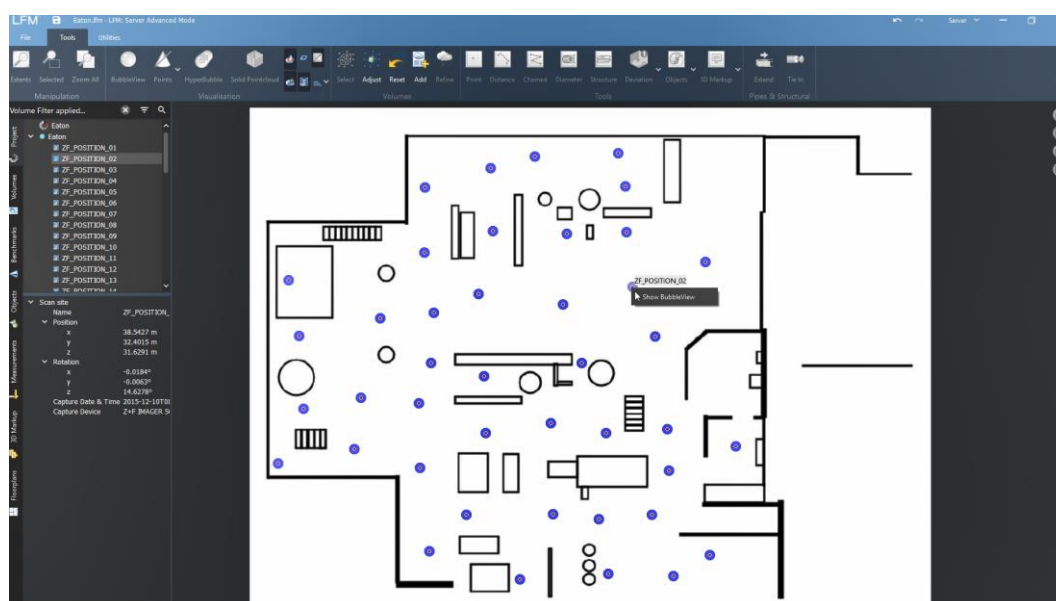 LFM Eaton.lfm - LFM: Server Advanced Mode Server
File Tools Utilities
Extents Selected Zoom All BubbleView Points HyperBubble Solid Pointcloud Select Adjust Reset Add Refine Point Distance Chained Diameter Structure Deviation Objects 3D Markup Extend Tie In
Manipulation Visualisation Volumes Tools Pipes & Structural
Volume Filter applied...
Project
Volumes
Benchmarks
Objects
Measurements
3D Markup
Floorplans
Eaton
Eaton
ZF_POSITION_01
ZF_POSITION_02
ZF_POSITION_03
ZF_POSITION_04
ZF_POSITION_05
ZF_POSITION_06
ZF_POSITION_07
ZF_POSITION_08
ZF_POSITION_09
ZF_POSITION_10
ZF_POSITION_11
ZF_POSITION_12
ZF_POSITION_13
ZF_POSITION_14
Scan site
Name ZF_POSITION_
Position
x 38.5427 m
y 32.4015 m
z 31.6291 m
Rotation
x -0.0184°
y -0.0063°
z 14.6278°
Capture Date & Time 2015-12-10T0
Capture Device Z+F IMAGER 5
ZF_POSITION_02
Show BubbleView